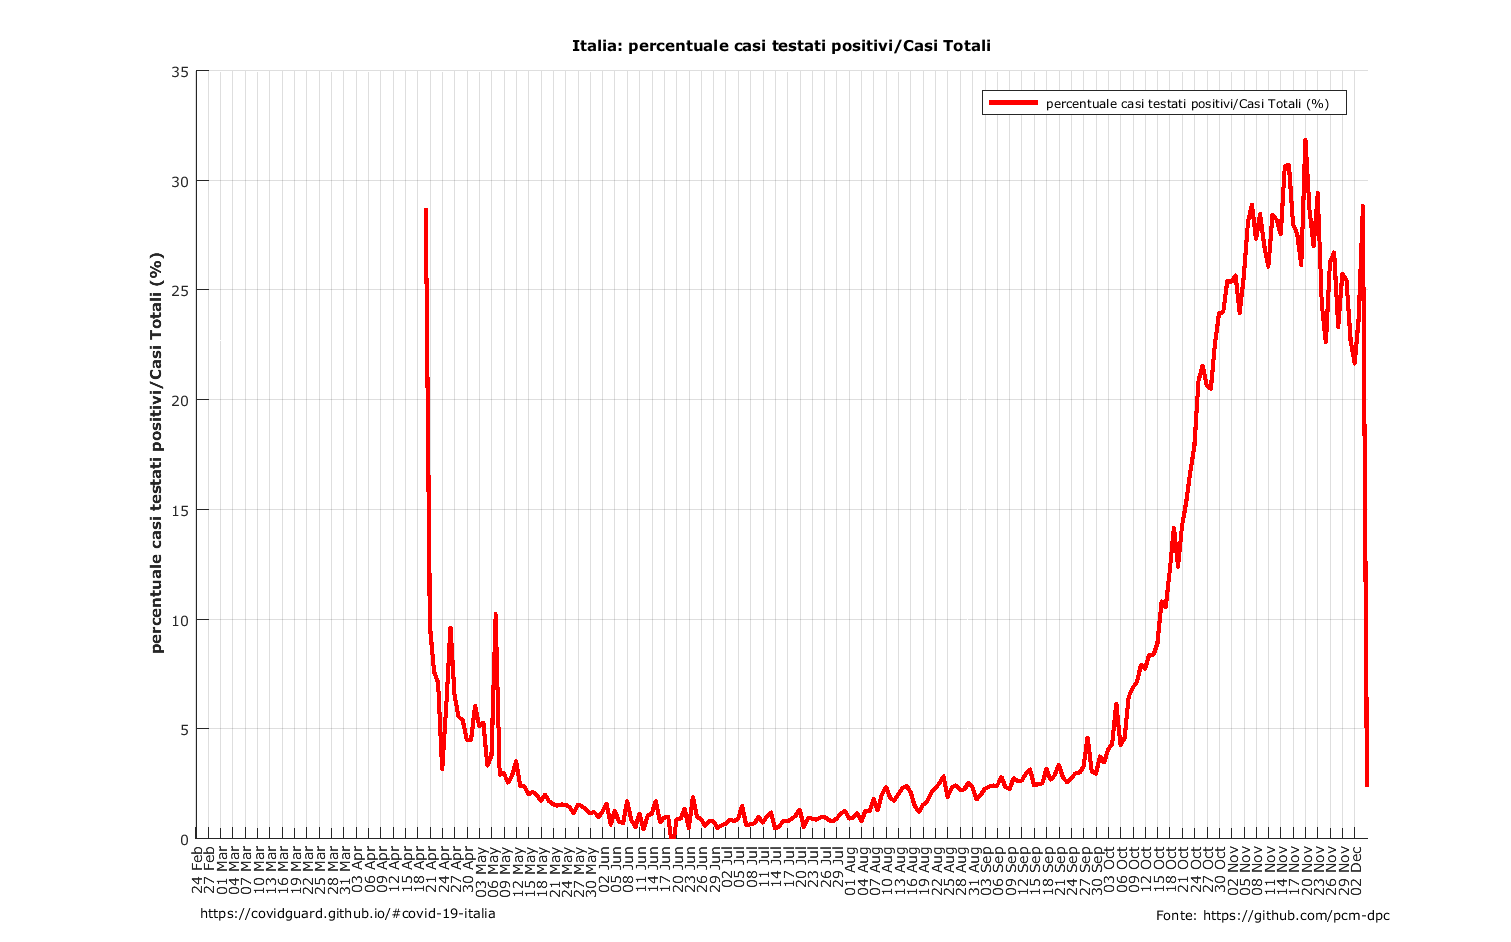 Italia: percentuale casi testati positivi/Casi Totali
percentuale casi testati positivi/Casi Totali (%)
percentuale casi testati positivi/Casi Totali (%)
35
30
25
20
15
10
5
0
24 Feb
27 Feb
01 Mar
04 Mar
07 Mar
10 Mar
13 Mar
16 Mar
19 Mar
22 Mar
25 Mar
28 Mar
31 Mar
03 Apr
06 Apr
09 Apr
12 Apr
15 Apr
18 Apr
21 Apr
24 Apr
27 Apr
30 Apr
03 May
06 May
09 May
12 May
15 May
18 May
21 May
24 May
27 May
30 May
02 Jun
05 Jun
08 Jun
11 Jun
14 Jun
17 Jun
20 Jun
23 Jun
26 Jun
29 Jun
02 Jul
05 Jul
08 Jul
11 Jul
14 Jul
17 Jul
20 Jul
23 Jul
26 Jul
29 Jul
01 Aug
04 Aug
07 Aug
10 Aug
13 Aug
16 Aug
19 Aug
22 Aug
25 Aug
28 Aug
31 Aug
03 Sep
06 Sep
09 Sep
12 Sep
15 Sep
18 Sep
21 Sep
24 Sep
27 Sep
30 Sep
03 Oct
06 Oct
09 Oct
12 Oct
15 Oct
18 Oct
21 Oct
24 Oct
27 Oct
30 Oct
02 Nov
05 Nov
08 Nov
11 Nov
14 Nov
17 Nov
20 Nov
23 Nov
26 Nov
29 Nov
02 Dec
https://covidguard.github.io/#covid-19-italia
Fonte: https://github.com/pcm-dpc